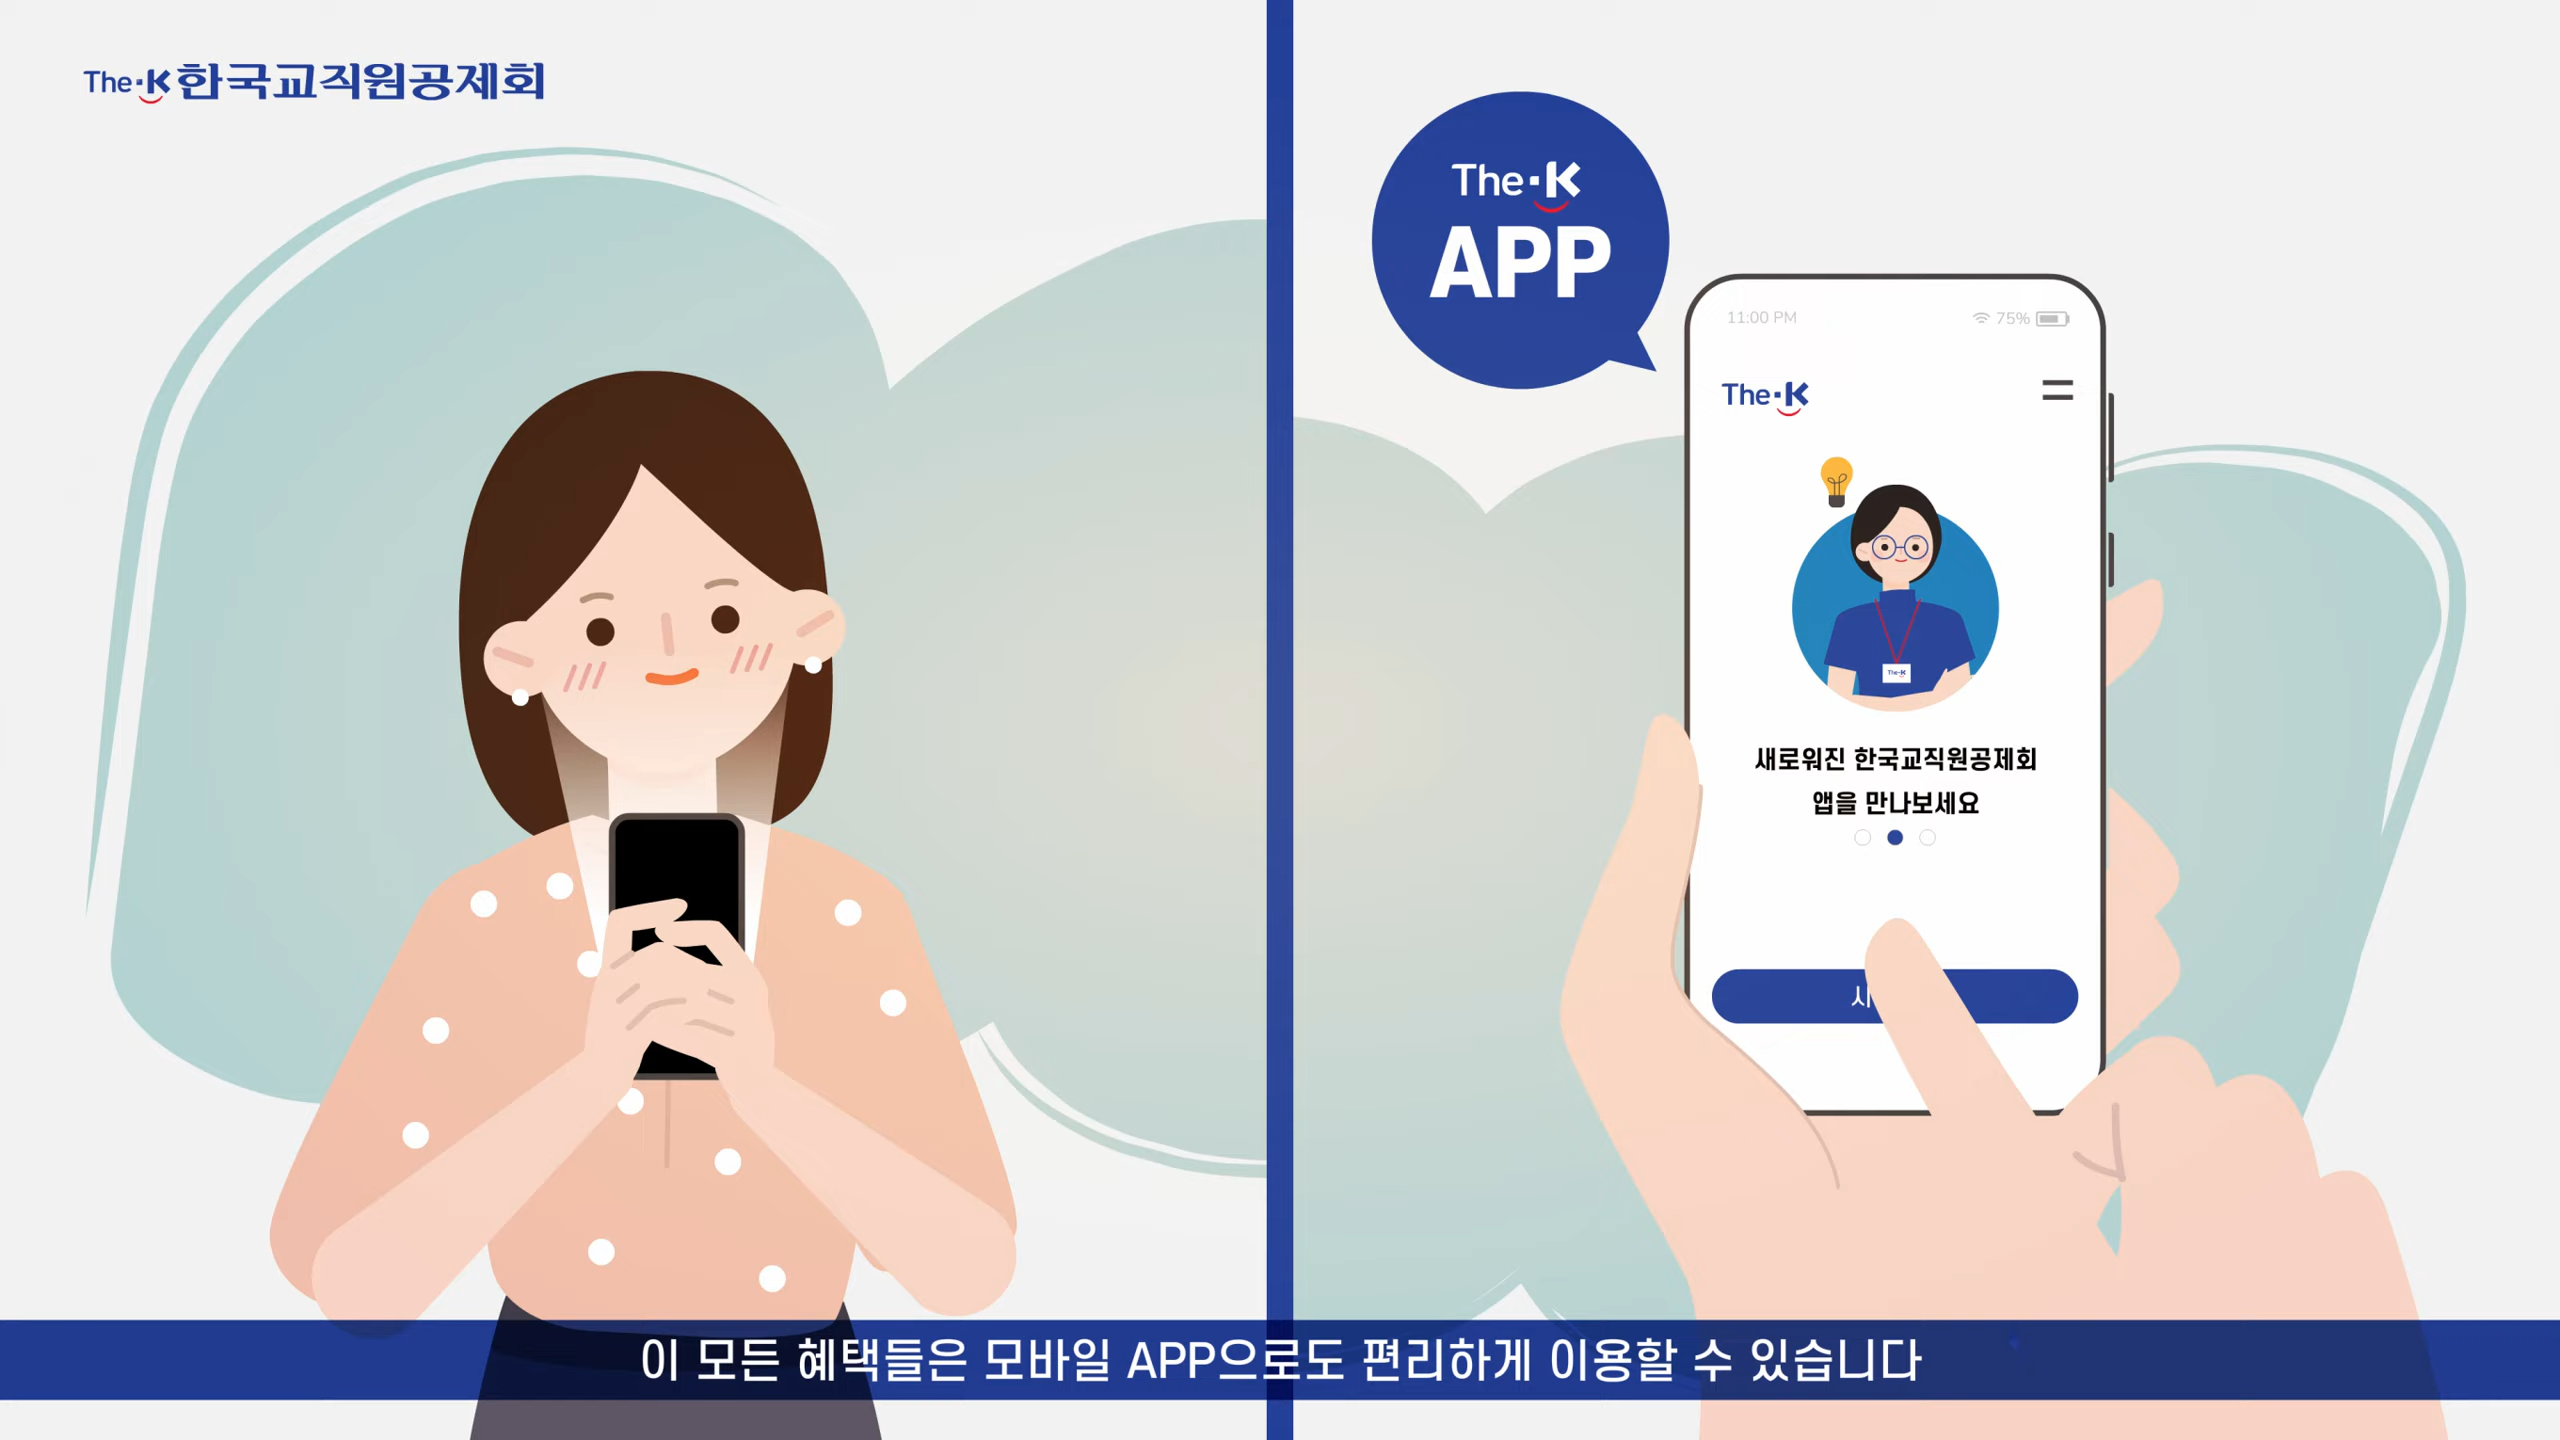 The·K 한국교직원공제회
The·K
APP
11:00 PM 75%
The·K
The·K
새로워진 한국교직원공제회
앱을 만나보세요
시
이 모든 혜택들은 모바일 APP으로도 편리하게 이용할 수 있습니다